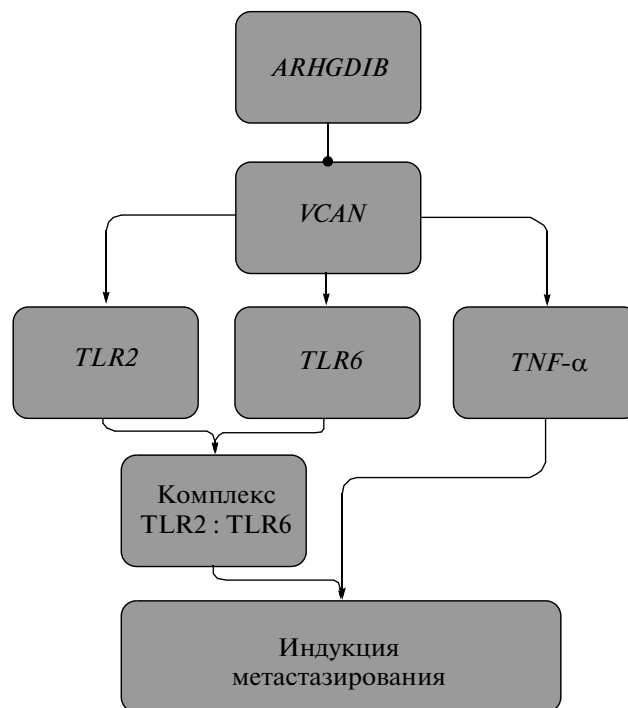 ARHGDIB
VCAN
TLR2
TLR6
TNF-α
Комплекс
TLR2 : TLR6
Индукция
метастазирования